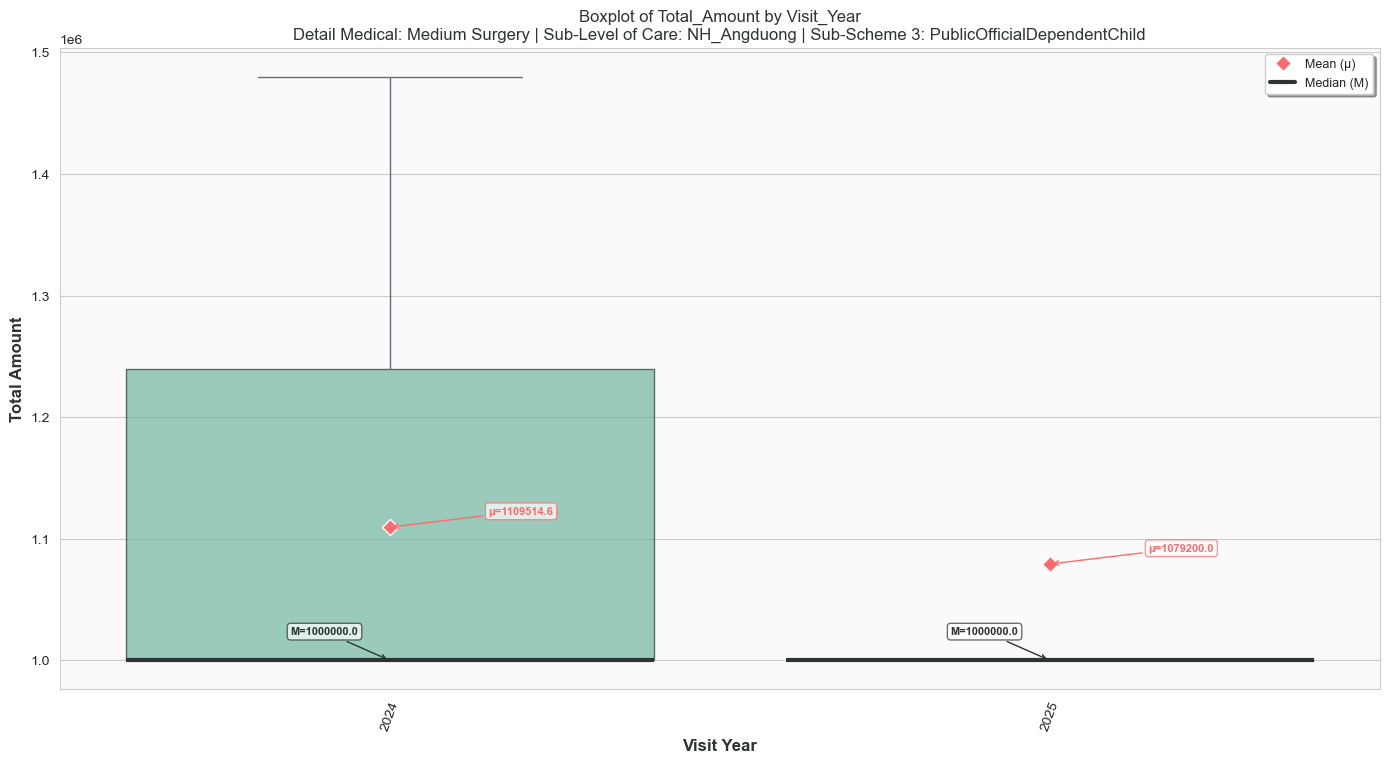 Boxplot of Total_Amount by Visit_Year
Detail Medical: Medium Surgery | Sub-Level of Care: NH_Angduong | Sub-Scheme 3: PublicOfficialDependentChild
1e6
1.5
1.4
1.3
1.2
1.1
1.0
Total Amount
Mean (μ)
Median (M)
μ=1109514.6
M=1000000.0
μ=1079200.0
M=1000000.0
2024
2025
Visit Year